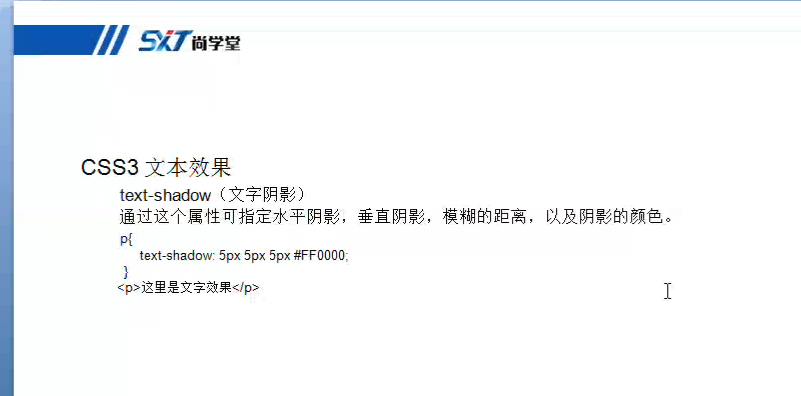 SXT尚学堂
CSS3 文本效果
text-shadow（文字阴影）
通过这个属性可指定水平阴影，垂直阴影，模糊的距离，以及阴影的颜色。
p{
text-shadow: 5px 5px 5px #FF0000;
}
<p>这里是文字效果</p>